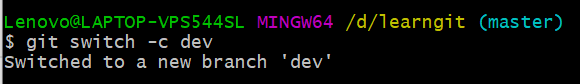 Lenovo@LAPTOP-VPS544SL MINGW64 /d/learngit (master)
$ git switch -c dev
Switched to a new branch 'dev'